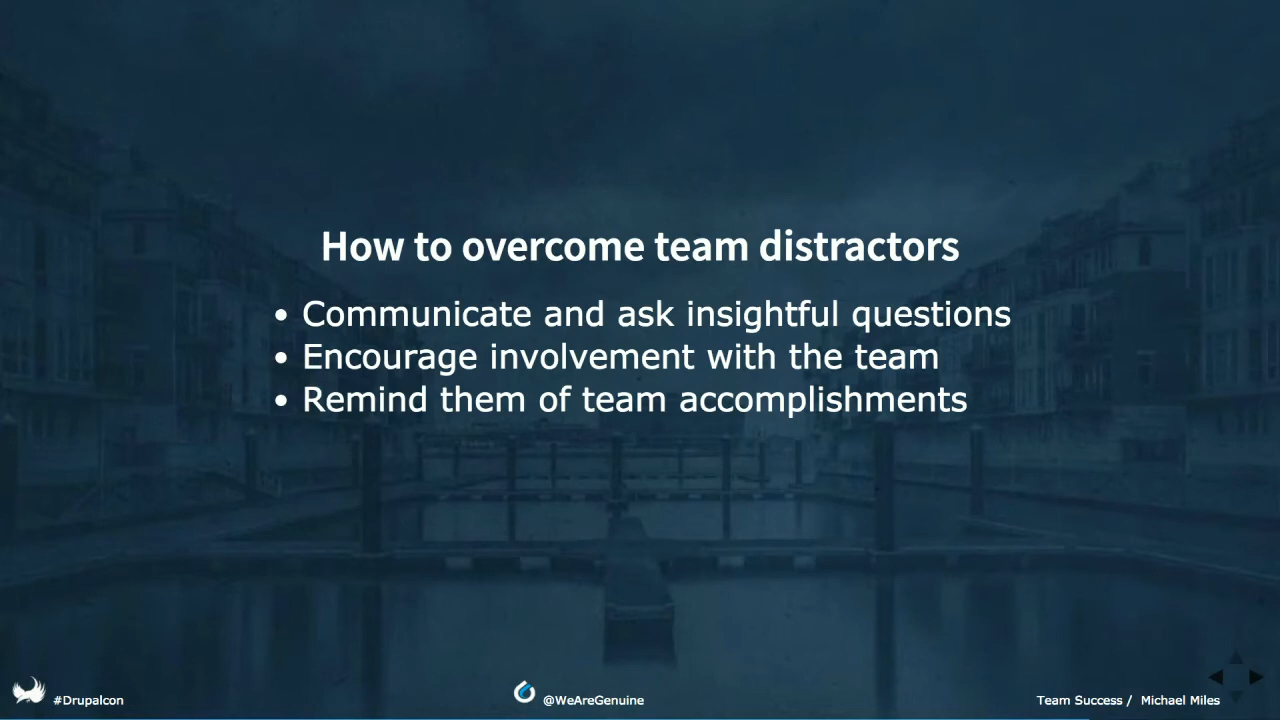 How to overcome team distractors
• Communicate and ask insightful questions
• Encourage involvement with the team
• Remind them of team accomplishments
#Drupalcon
@WeAreGenuine
Team Success / Michael Miles